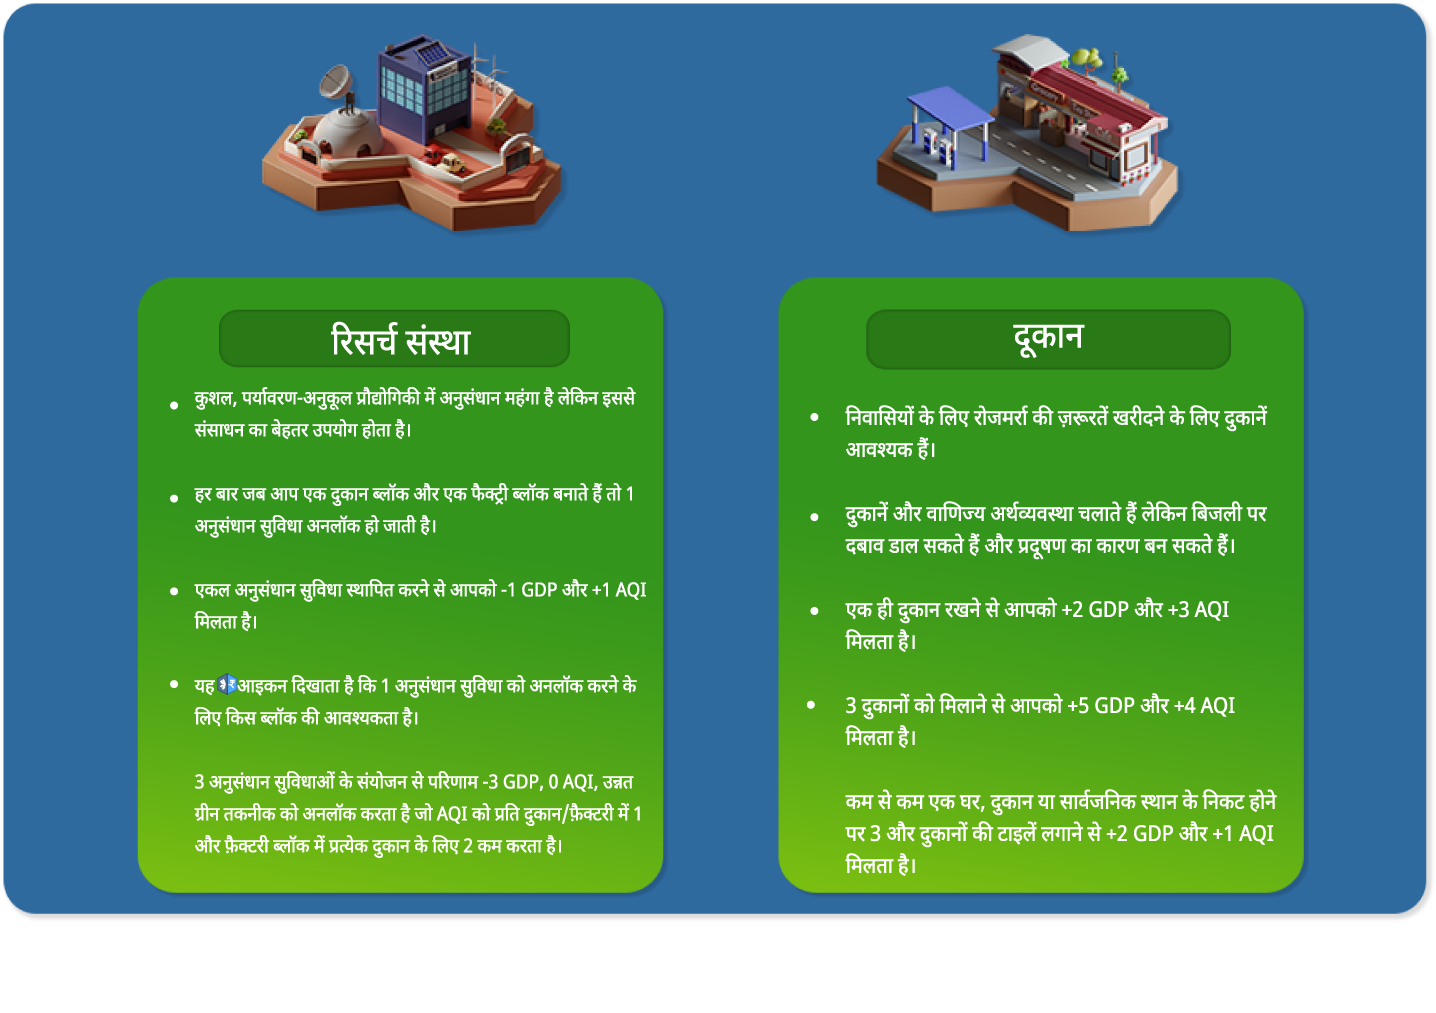 रिसर्च संस्था
कुशल, पर्यावरण-अनुकूल प्रौद्योगिकी में अनुसंधान महंगा है लेकिन इससे
संसाधन का बेहतर उपयोग होता है।
हर बार जब आप एक दुकान ब्लॉक और एक फैक्ट्री ब्लॉक बनाते हैं तो 1
अनुसंधान सुविधा अनलॉक हो जाती है।
एकल अनुसंधान सुविधा स्थापित करने से आपको -1 GDP और +1 AQI
मिलता है।
यह आइकन दिखाता है कि 1 अनुसंधान सुविधा को अनलॉक करने के
लिए किस ब्लॉक की आवश्यकता है।
3 अनुसंधान सुविधाओं के संयोजन से परिणाम -3 GDP, 0 AQI, उन्नत
ग्रीन तकनीक को अनलॉक करता है जो AQI को प्रति दुकान/फ़ैक्टरी में 1
और फ़ैक्टरी ब्लॉक में प्रत्येक दुकान के लिए 2 कम करता है।
दूकान
निवासियों के लिए रोजमर्रा की ज़रूरतें खरीदने के लिए दुकानें
आवश्यक हैं।
दुकानें और वाणिज्य अर्थव्यवस्था चलाते हैं लेकिन बिजली पर
दबाव डाल सकते हैं और प्रदूषण का कारण बन सकते हैं।
एक ही दुकान रखने से आपको +2 GDP और +3 AQI
मिलता है।
3 दुकानों को मिलाने से आपको +5 GDP और +4 AQI
मिलता है।
कम से कम एक घर, दुकान या सार्वजनिक स्थान के निकट होने
पर 3 और दुकानों की टाइलें लगाने से +2 GDP और +1 AQI
मिलता है।